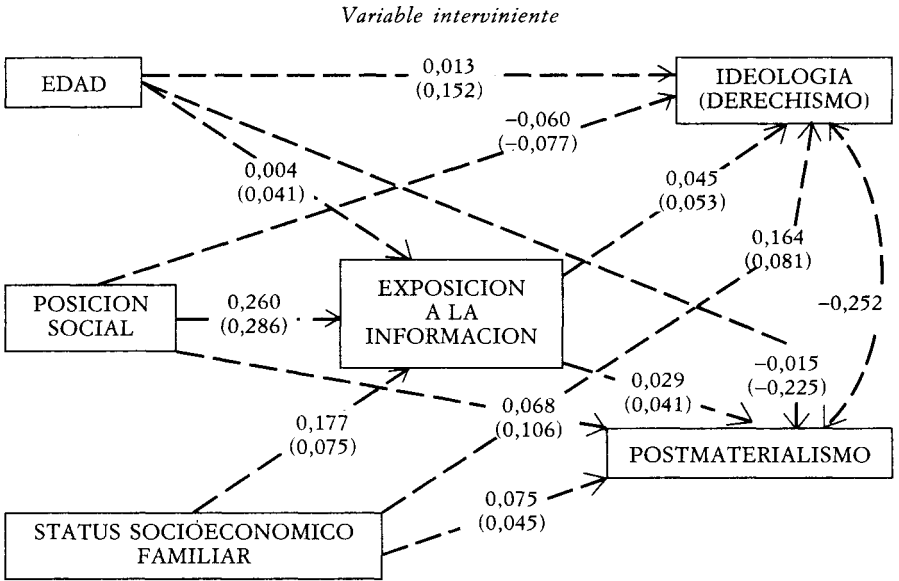 Variable interviniente
EDAD
0,013
(0,152)
IDEOLOGIA
(DERECHISMO)
−0,060
(−0,077)
0,004
(0,041)
0,045
(0,053)
0,164
(0,081)
POSICION
SOCIAL
0,260
(0,286)
EXPOSICION
A LA
INFORMACION
−0,252
−0,015
(−0,225)
0,029
(0,041)
0,068
(0,106)
0,177
(0,075)
POSTMATERIALISMO
0,075
(0,045)
STATUS SOCIOECONOMICO
FAMILIAR